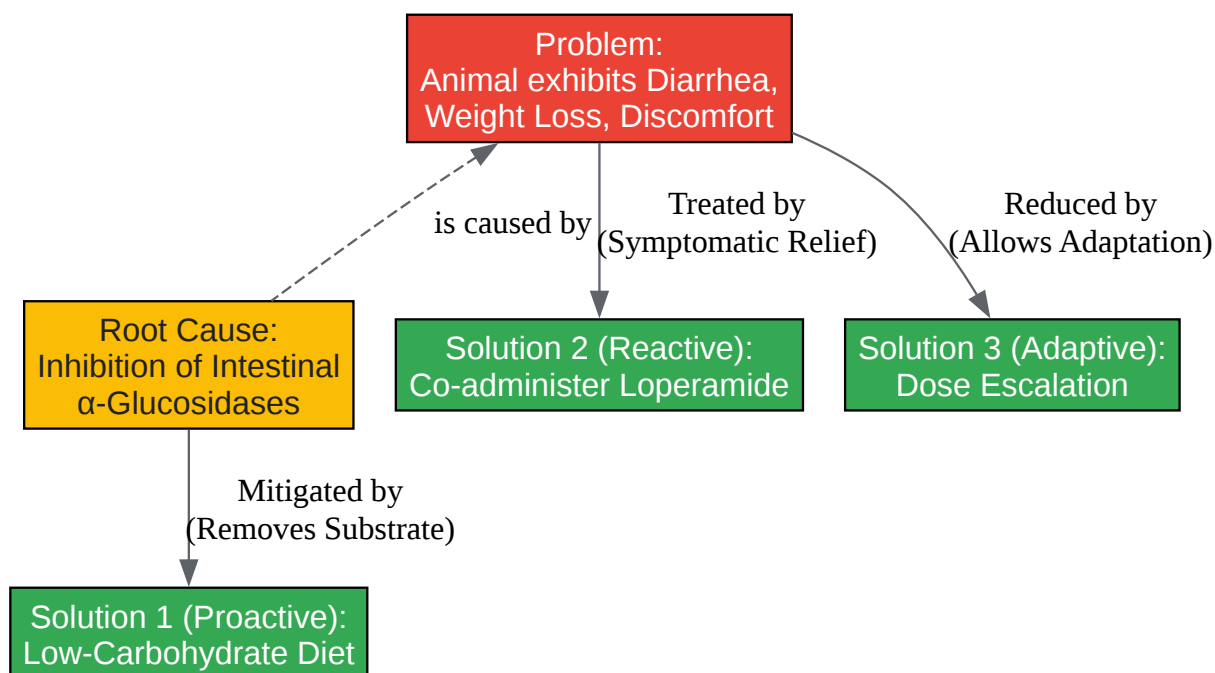 Problem:
Animal exhibits Diarrhea,
Weight Loss, Discomfort
is caused by
Treated by
(Symptomatic Relief)
Reduced by
(Allows Adaptation)
Root Cause:
Inhibition of Intestinal
α-Glucosidases
Solution 2 (Reactive):
Co-administer Loperamide
Solution 3 (Adaptive):
Dose Escalation
Mitigated by
(Removes Substrate)
Solution 1 (Proactive):
Low-Carbohydrate Diet